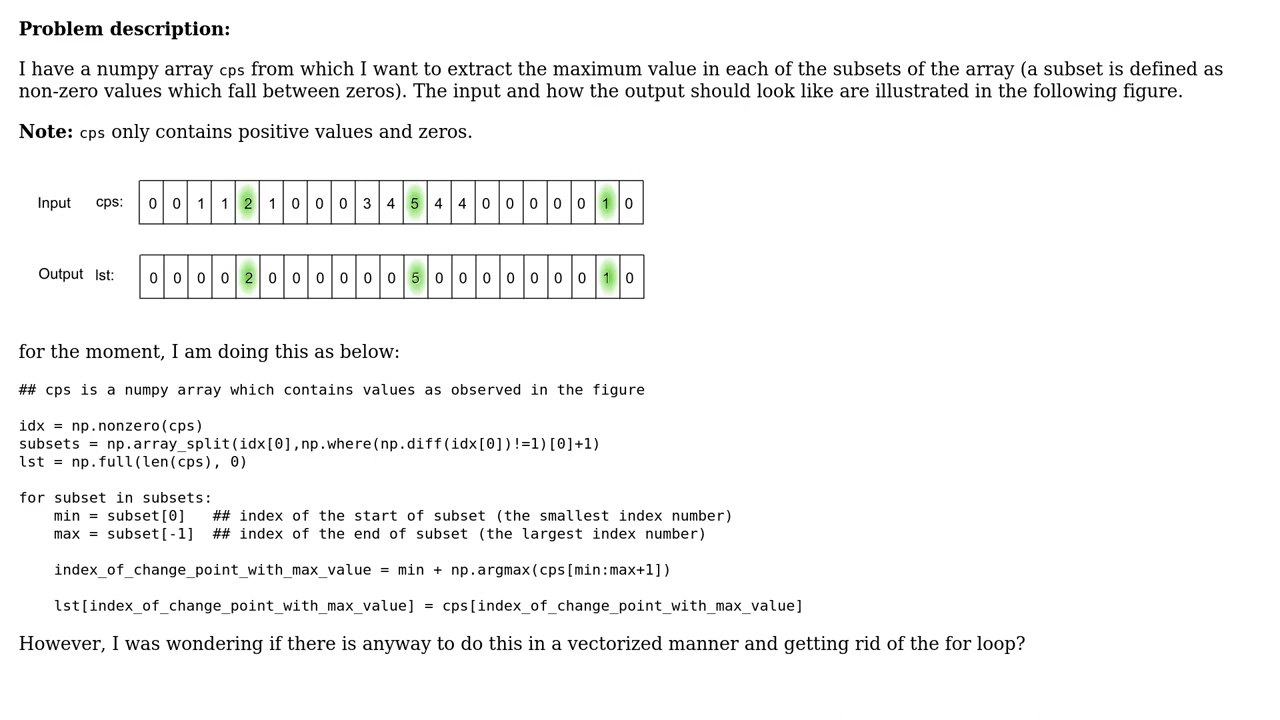 Problem description:
I have a numpy array cps from which I want to extract the maximum value in each of the subsets of the array (a subset is defined as
non-zero values which fall between zeros). The input and how the output should look like are illustrated in the following figure.
Note: cps only contains positive values and zeros.
Input cps: 0 0 1 1 2 1 0 0 0 3 4 5 4 4 0 0 0 0 0 1 0
Output lst: 0 0 0 0 2 0 0 0 0 0 0 5 0 0 0 0 0 0 0 1 0
for the moment, I am doing this as below:
## cps is a numpy array which contains values as observed in the figure
idx = np.nonzero(cps)
subsets = np.array_split(idx[0],np.where(np.diff(idx[0])!=1)[0]+1)
lst = np.full(len(cps), 0)
for subset in subsets:
    min = subset[0]   ## index of the start of subset (the smallest index number)
    max = subset[-1]  ## index of the end of subset (the largest index number)
    index_of_change_point_with_max_value = min + np.argmax(cps[min:max+1])
    lst[index_of_change_point_with_max_value] = cps[index_of_change_point_with_max_value]
However, I was wondering if there is anyway to do this in a vectorized manner and getting rid of the for loop?